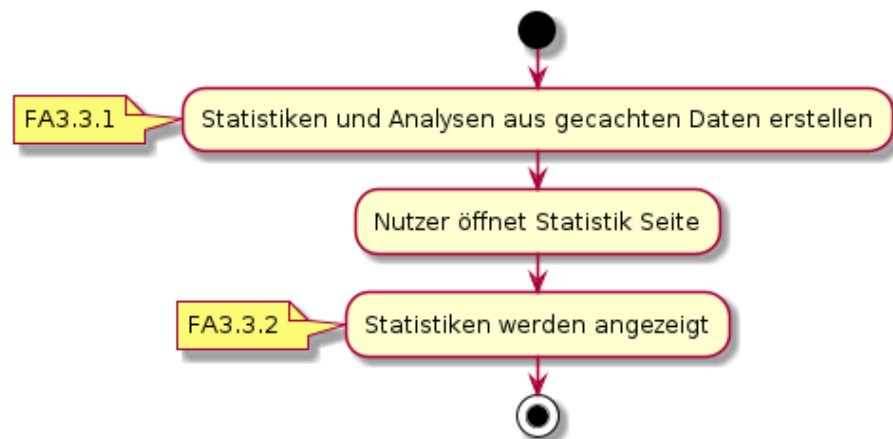 FA3.3.1
Statistiken und Analysen aus gecachten Daten erstellen
Nutzer öffnet Statistik Seite
FA3.3.2
Statistiken werden angezeigt